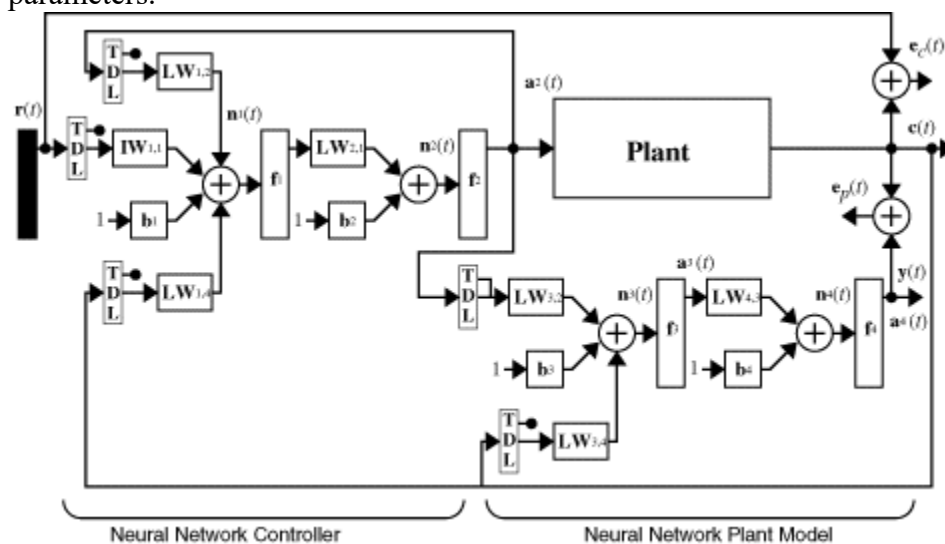 parameters.
T
D
L
LW1,2
r(t)
n1(t)
T
D
L
IW1,1
1
b1
T
D
L
LW1,4
f1
LW2,1
1
b2
n2(t)
f2
a2(t)
Plant
ec(t)
c(t)
ep(t)
T
D
L
LW3,2
1
b3
n3(t)
T
D
L
LW3,4
f3
a3(t)
LW4,3
1
b4
n4(t)
f4
y(t)
a4(t)
Neural Network Controller
Neural Network Plant Model